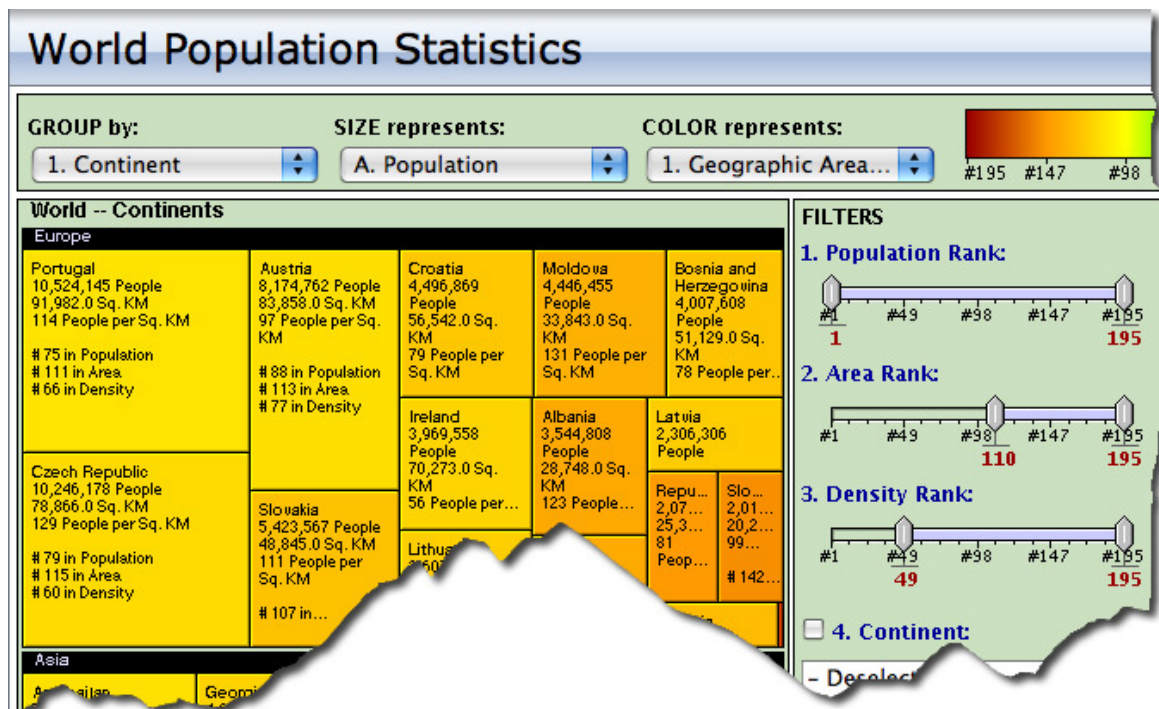 World Population Statistics
GROUP by:
SIZE represents:
COLOR represents:
1. Continent
A. Population
1. Geographic Area...
#195 #147 #98
World -- Continents
Europe
Portugal
10,524,145 People
91,982.0 Sq. KM
114 People per Sq. KM
# 75 in Population
# 111 in Area
# 66 in Density
Austria
8,174,762 People
83,858.0 Sq. KM
97 People per Sq.
KM
# 88 in Population
# 113 in Area
# 77 in Density
Croatia
4,496,869
People
56,542.0 Sq.
KM
79 People per
Sq. KM
Moldova
4,446,455
People
33,843.0 Sq.
KM
131 People per
Sq. KM
Bosnia and
Herzegovina
4,007,608
People
51,129.0 Sq.
KM
78 People per...
Czech Republic
10,246,178 People
78,866.0 Sq. KM
129 People per Sq. KM
# 79 in Population
# 115 in Area
# 60 in Density
Slovakia
5,423,567 People
48,845.0 Sq. KM
111 People per
Sq. KM
# 107 in...
Ireland
3,969,558
People
70,273.0 Sq.
KM
56 People per...
Albania
3,544,808
People
28,748.0 Sq.
KM
123 People...
Latvia
2,306,306
People
Repu...
2,07...
25,3...
81
Peop...
Slo...
2,01...
20,2...
99...
# 142...
Asia
FILTERS
1. Population Rank:
#1 #49 #98 #147 #195
1 195
2. Area Rank:
#1 #49 #98 #147 #195
110 195
3. Density Rank:
#1 #49 #98 #147 #195
49 195
4. Continent: